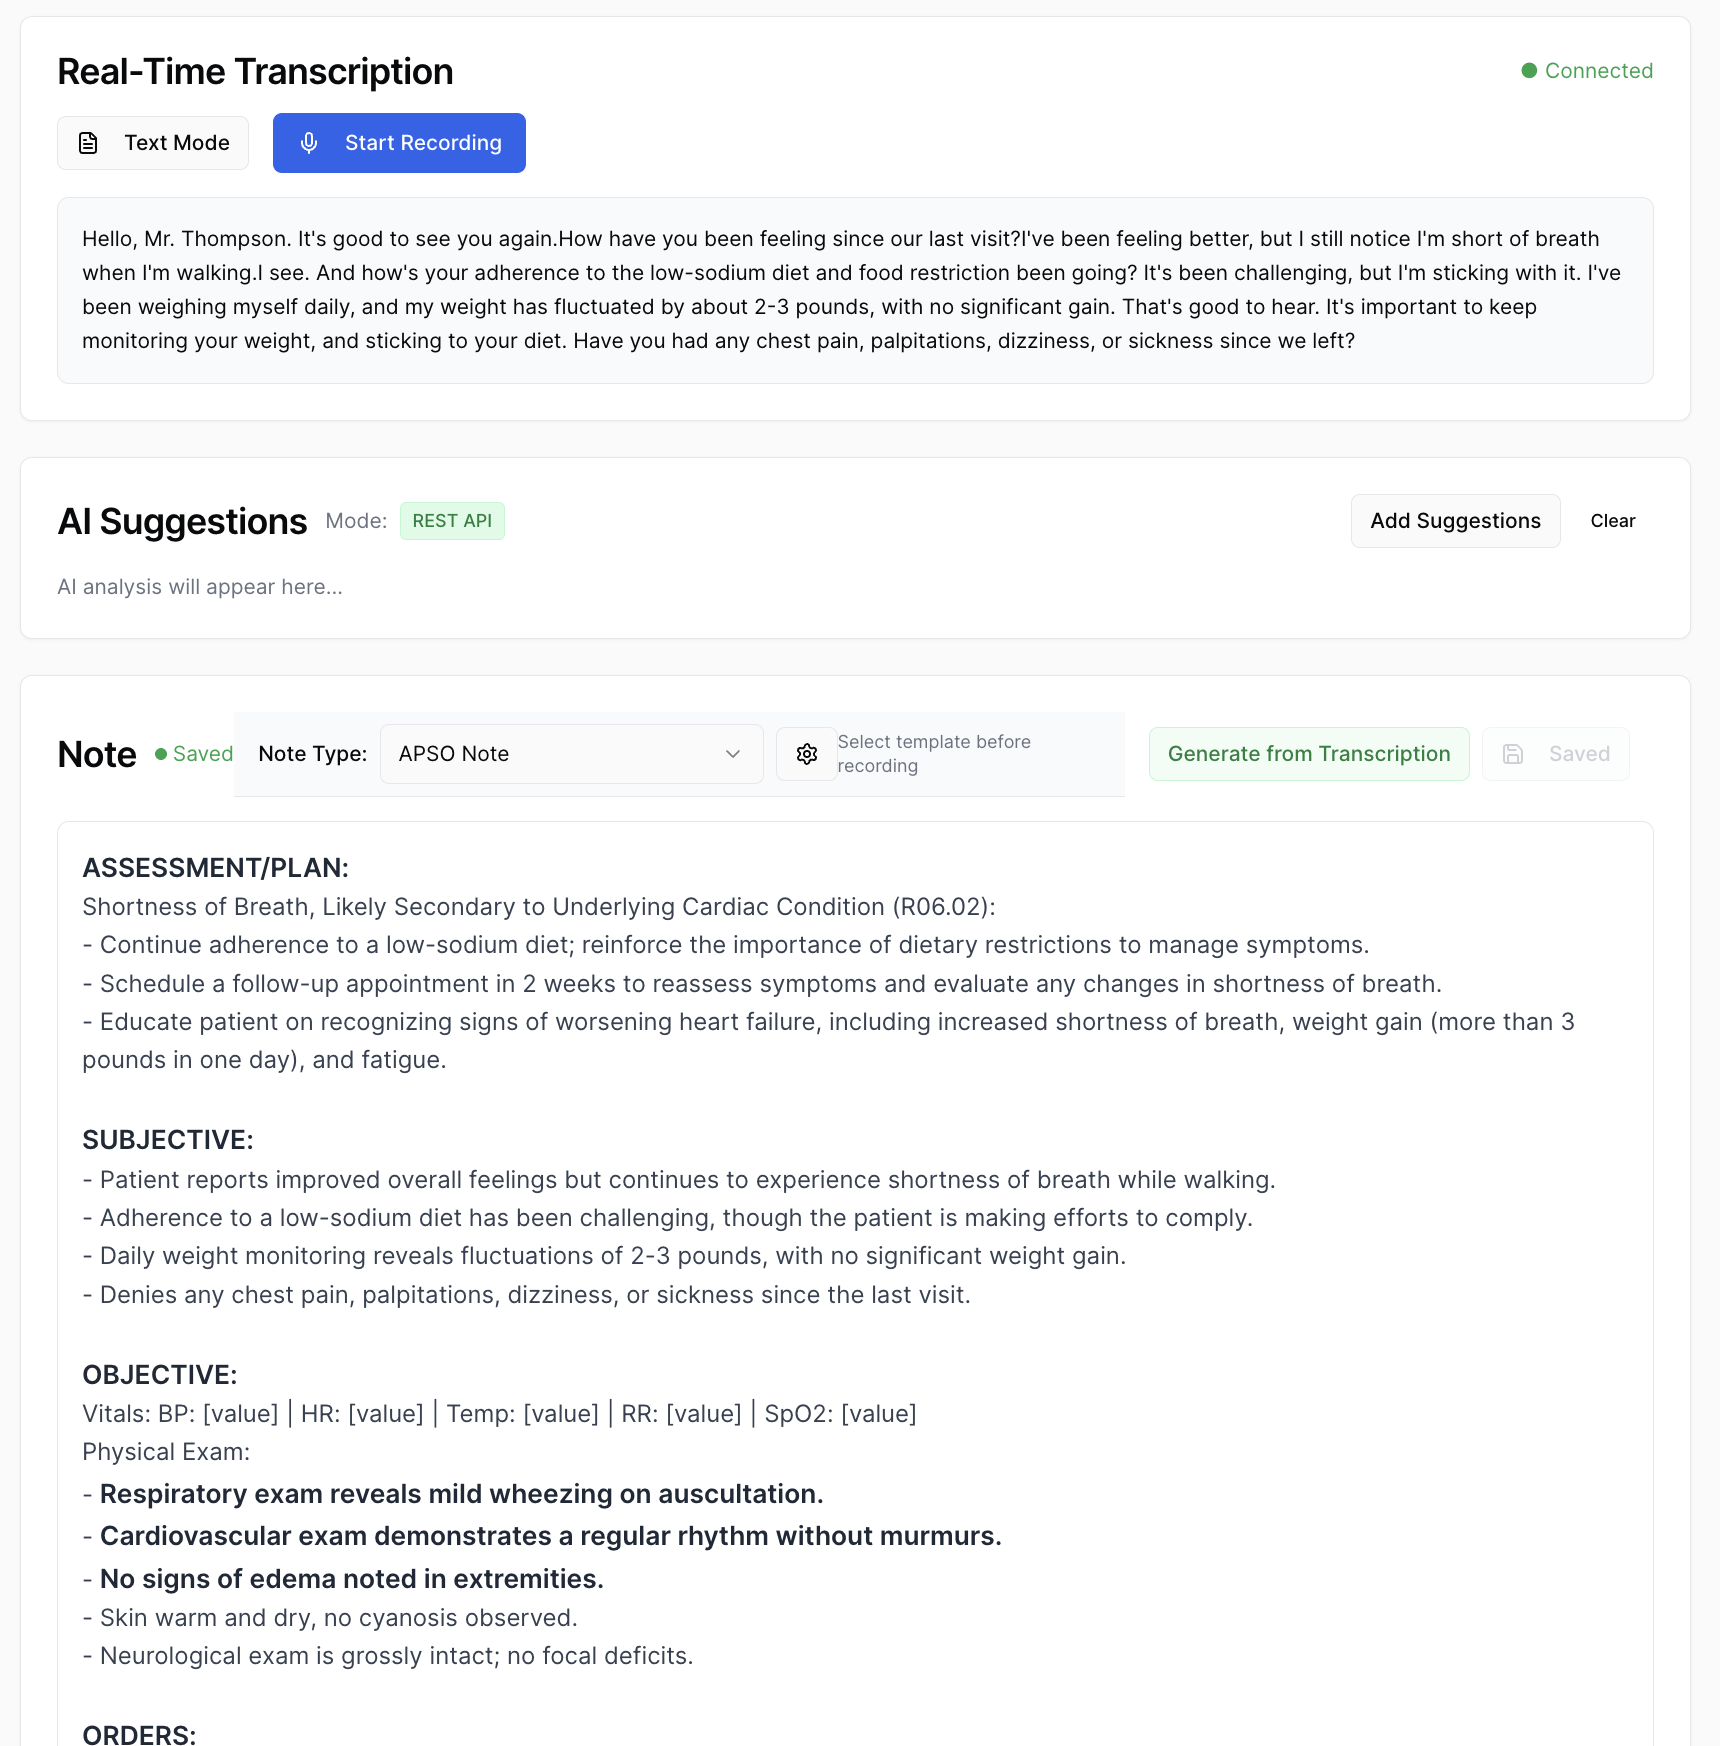 Real-Time Transcription
Connected
Text Mode
Start Recording
Hello, Mr. Thompson. It's good to see you again.How have you been feeling since our last visit?I've been feeling better, but I still notice I'm short of breath
when I'm walking.I see. And how's your adherence to the low-sodium diet and food restriction been going? It's been challenging, but I'm sticking with it. I've
been weighing myself daily, and my weight has fluctuated by about 2-3 pounds, with no significant gain. That's good to hear. It's important to keep
monitoring your weight, and sticking to your diet. Have you had any chest pain, palpitations, dizziness, or sickness since we left?
AI Suggestions
Mode:
REST API
Add Suggestions
Clear
AI analysis will appear here...
Note
Saved
Note Type:
APSO Note
Select template before
recording
Generate from Transcription
Saved
ASSESSMENT/PLAN:
Shortness of Breath, Likely Secondary to Underlying Cardiac Condition (R06.02):
- Continue adherence to a low-sodium diet; reinforce the importance of dietary restrictions to manage symptoms.
- Schedule a follow-up appointment in 2 weeks to reassess symptoms and evaluate any changes in shortness of breath.
- Educate patient on recognizing signs of worsening heart failure, including increased shortness of breath, weight gain (more than 3
pounds in one day), and fatigue.
SUBJECTIVE:
- Patient reports improved overall feelings but continues to experience shortness of breath while walking.
- Adherence to a low-sodium diet has been challenging, though the patient is making efforts to comply.
- Daily weight monitoring reveals fluctuations of 2-3 pounds, with no significant weight gain.
- Denies any chest pain, palpitations, dizziness, or sickness since the last visit.
OBJECTIVE:
Vitals: BP: [value] | HR: [value] | Temp: [value] | RR: [value] | SpO2: [value]
Physical Exam:
- Respiratory exam reveals mild wheezing on auscultation.
- Cardiovascular exam demonstrates a regular rhythm without murmurs.
- No signs of edema noted in extremities.
- Skin warm and dry, no cyanosis observed.
- Neurological exam is grossly intact; no focal deficits.
ORDERS: